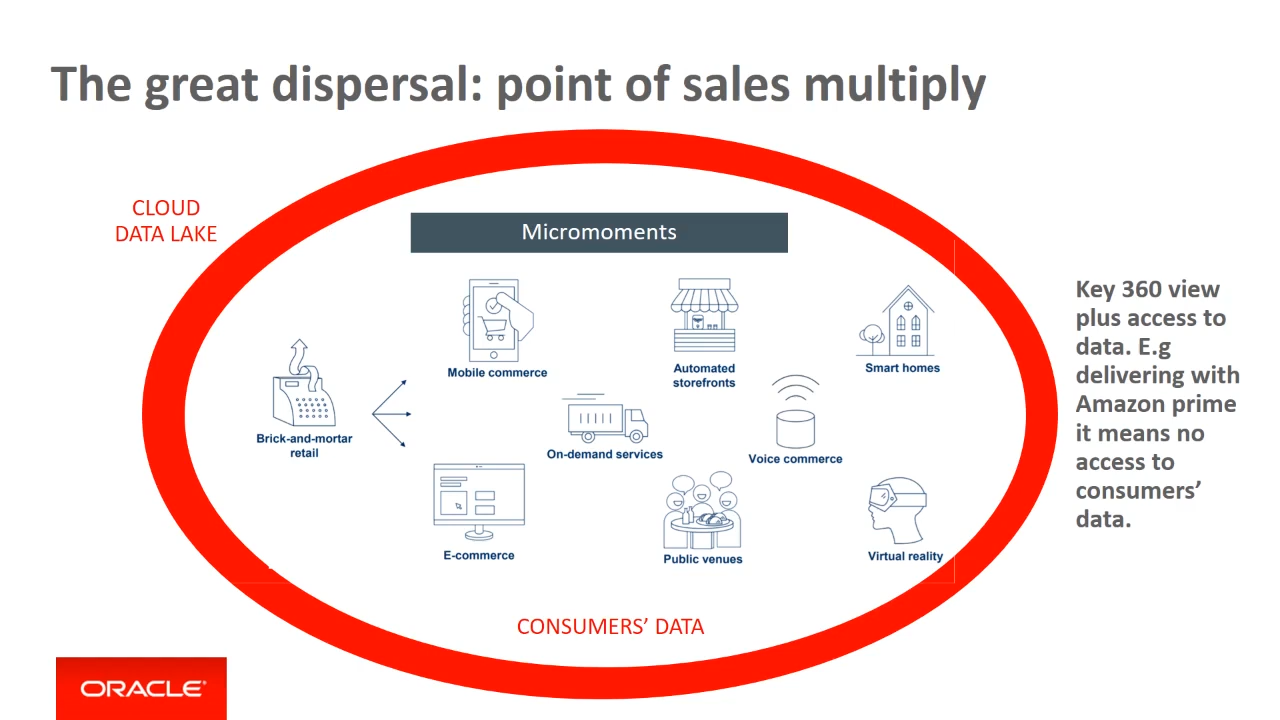 The great dispersal: point of sales multiply
CLOUD
DATA LAKE
Micromoments
Mobile commerce
Automated
storefronts
Smart homes
Brick-and-mortar
retail
On-demand services
Voice commerce
E-commerce
Public venues
Virtual reality
CONSUMERS’ DATA
Key 360 view
plus access to
data. E.g
delivering with
Amazon prime
it means no
access to
consumers’
data.
ORACLE®